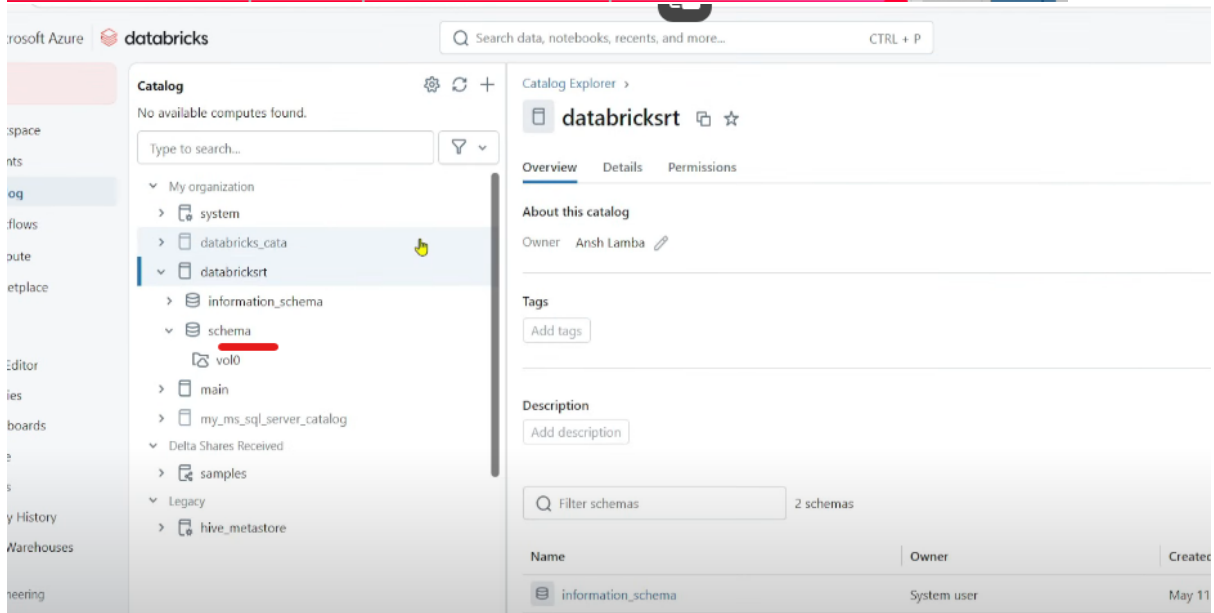 crosoft Azure databricks
Search data, notebooks, recents, and more... CTRL + P
Catalog
No available computes found.
Type to search...
My organization
system
databricks_cata
databricksrt
information_schema
schema
vol0
main
my_ms_sql_server_catalog
Delta Shares Received
samples
Legacy
hive_metastore
space
nts
og
flows
oute
etplace
Editor
ies
boards
e
s
y History
Warehouses
neering
Catalog Explorer
databricksrt
Overview Details Permissions
About this catalog
Owner Ansh Lamba
Tags
Add tags
Description
Add description
Filter schemas 2 schemas
Name Owner Created
information_schema System user May 11